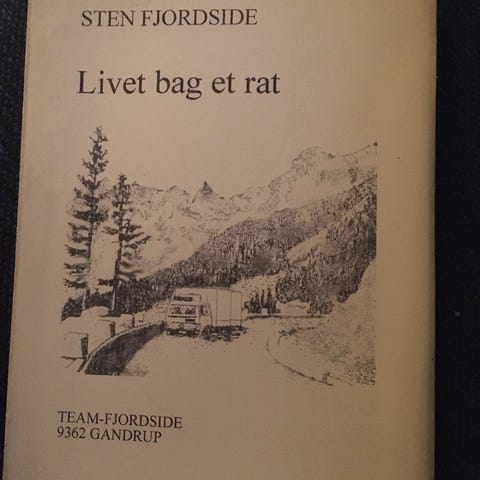 STEN FJORDSIDE
Livet bag et rat
TEAM-FJORDSIDE
9362 GANDRUP